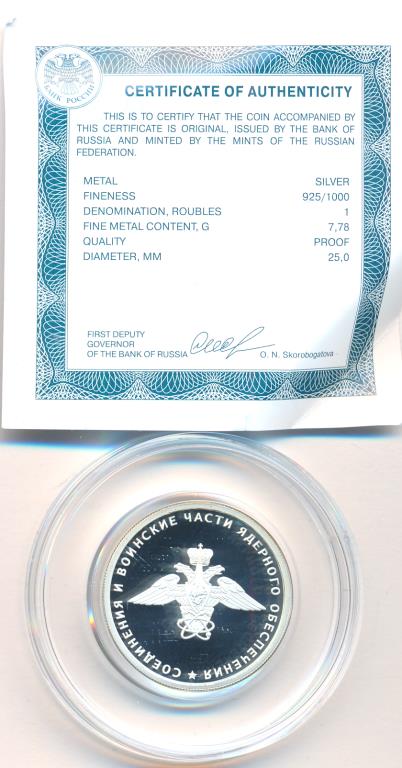 БАНК РОССИИ
CERTIFICATE OF AUTHENTICITY
THIS IS TO CERTIFY THAT THE COIN ACCOMPANIED BY
THIS CERTIFICATE IS ORIGINAL, ISSUED BY THE BANK OF
RUSSIA AND MINTED BY THE MINTS OF THE RUSSIAN
FEDERATION.
METAL SILVER
FINENESS 925/1000
DENOMINATION, ROUBLES 1
FINE METAL CONTENT, G 7,78
QUALITY PROOF
DIAMETER, MM 25,0
FIRST DEPUTY
GOVERNOR
OF THE BANK OF RUSSIA O. N. Skorobogatova
СОЕДИНЕНИЯ И ВОИНСКИЕ ЧАСТИ ЯДЕРНОГО ОБЕСПЕЧЕНИЯ